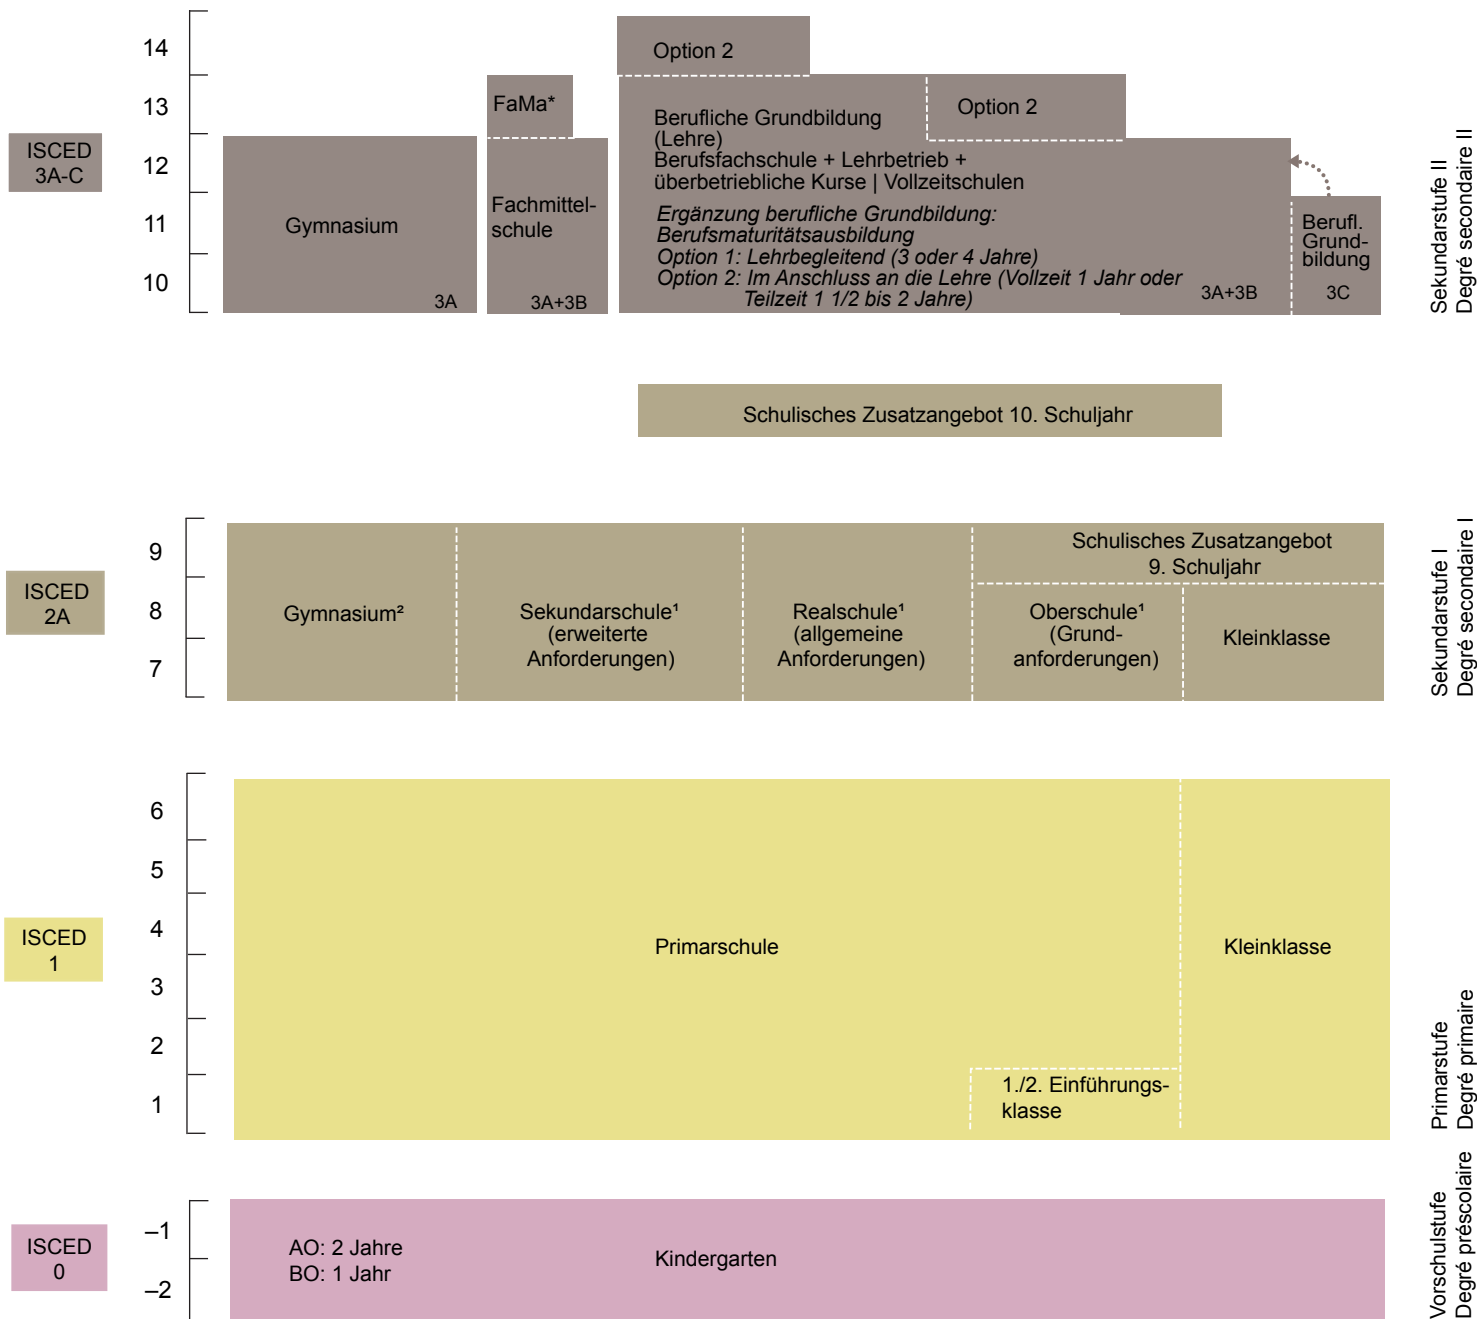 14
13
12
11
10
ISCED
3A-C
Gymnasium
3A
FaMa*
Fachmittel-
schule
3A+3B
Option 2
Option 2
Berufliche Grundbildung
(Lehre)
Berufsfachschule + Lehrbetrieb +
überbetriebliche Kurse | Vollzeitschulen
Ergänzung berufliche Grundbildung:
Berufsmaturitätsausbildung
Option 1: Lehrbegleitend (3 oder 4 Jahre)
Option 2: Im Anschluss an die Lehre (Vollzeit 1 Jahr oder
Teilzeit 1 1/2 bis 2 Jahre)
3A+3B
Berufl.
Grund-
bildung
3C
Sekundarstufe II
Degré secondaire II
Schulisches Zusatzangebot 10. Schuljahr
9
8
7
ISCED
2A
Gymnasium²
Sekundarschule¹
(erweiterte
Anforderungen)
Realschule¹
(allgemeine
Anforderungen)
Schulisches Zusatzangebot
9. Schuljahr
Oberschule¹
(Grund-
anforderungen)
Kleinklasse
Sekundarstufe I
Degré secondaire I
6
5
4
3
2
1
ISCED
1
Primarschule
Kleinklasse
1./2. Einführungs-
klasse
Primarstufe
Degré primaire
–1
–2
ISCED
0
AO: 2 Jahre
BO: 1 Jahr
Kindergarten
Vorschulstufe
Degré préscolaire